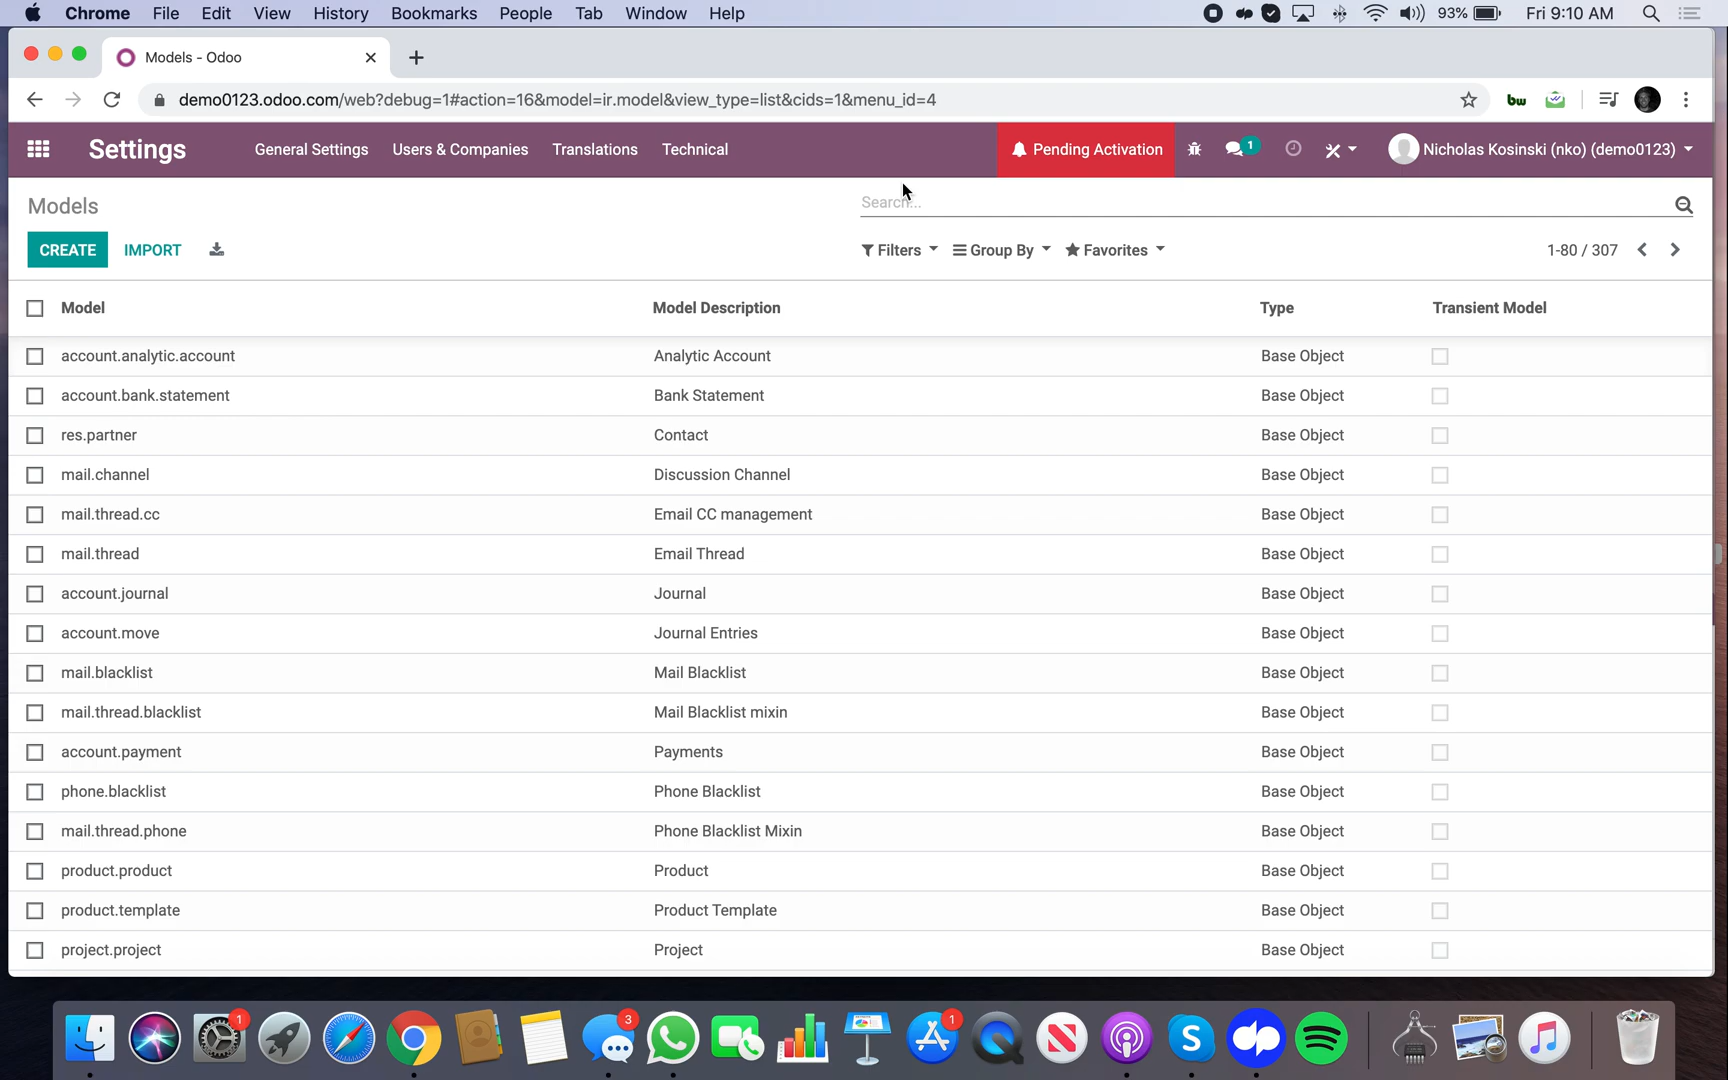 Chrome File Edit View History Bookmarks People Tab Window Help 93% Fri 9:10 AM
Models - Odoo
demo0123.odoo.com/web?debug=1#action=16&model=ir.model&view_type=list&cids=1&menu_id=4 bw
Settings General Settings Users & Companies Translations Technical Pending Activation 1 Nicholas Kosinski (nko) (demo0123)
Models Search...
CREATE IMPORT Filters Group By Favorites 1-80 / 307
Model Model Description Type Transient Model
account.analytic.account Analytic Account Base Object
account.bank.statement Bank Statement Base Object
res.partner Contact Base Object
mail.channel Discussion Channel Base Object
mail.thread.cc Email CC management Base Object
mail.thread Email Thread Base Object
account.journal Journal Base Object
account.move Journal Entries Base Object
mail.blacklist Mail Blacklist Base Object
mail.thread.blacklist Mail Blacklist mixin Base Object
account.payment Payments Base Object
phone.blacklist Phone Blacklist Base Object
mail.thread.phone Phone Blacklist Mixin Base Object
product.product Product Base Object
product.template Product Template Base Object
project.project Project Base Object
1 3 1